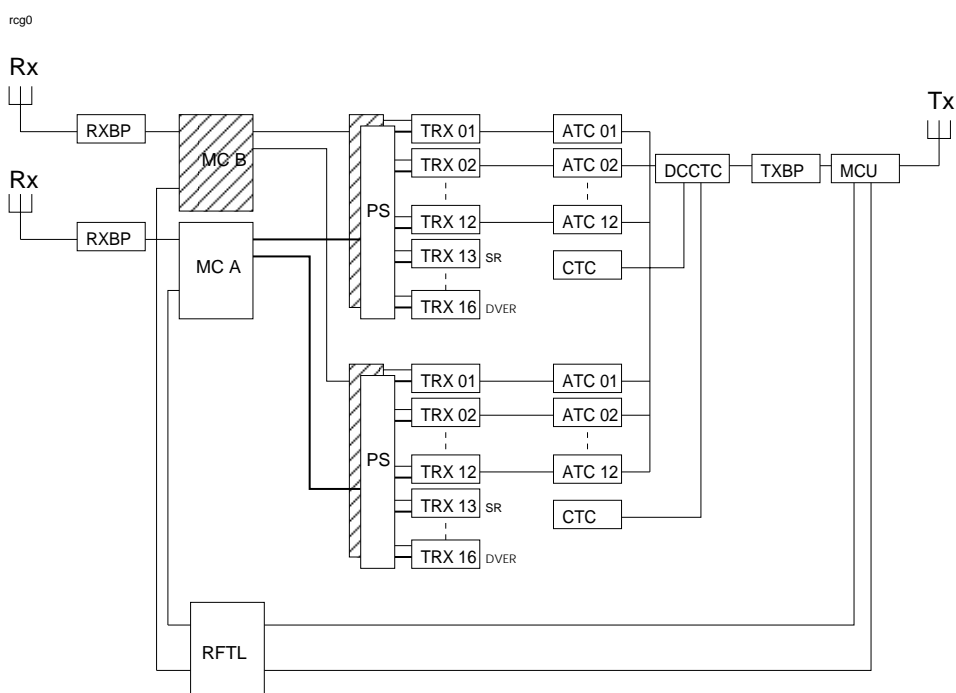 rcg0
Rx
Tx
RXBP
MC B
TRX 01
ATC 01
TRX 02
ATC 02
DCCTC
TXBP
MCU
Rx
PS
TRX 12
ATC 12
RXBP
MC A
TRX 13 SR
CTC
TRX 16 DVER
TRX 01
ATC 01
TRX 02
ATC 02
PS
TRX 12
ATC 12
TRX 13 SR
CTC
TRX 16 DVER
RFTL